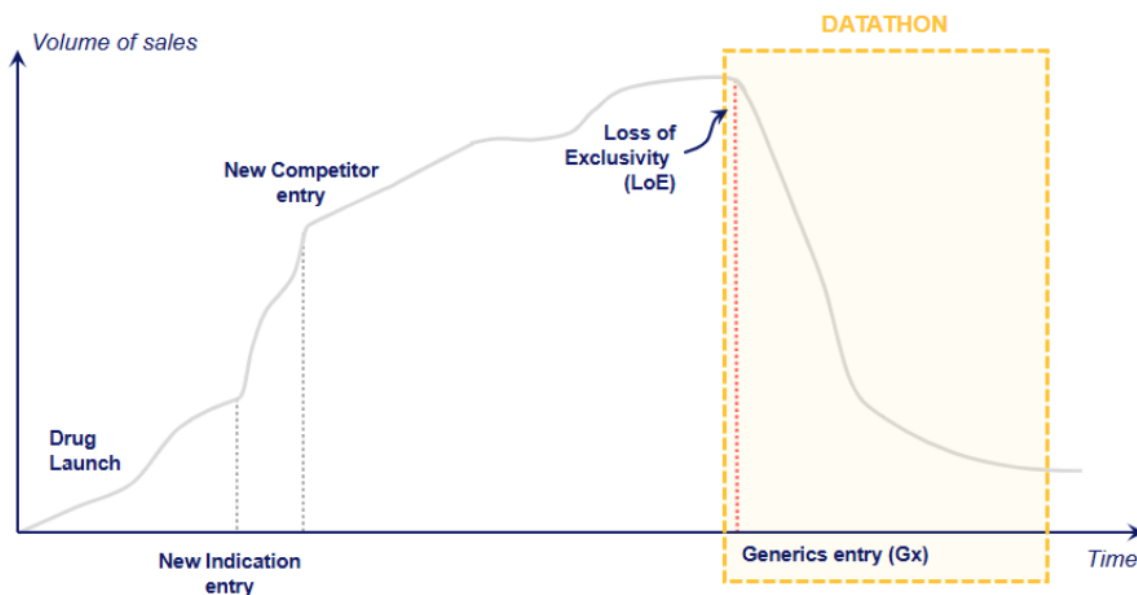 DATATHON
Volume of sales
Loss of
Exclusivity
(LoE)
New Competitor
entry
Drug
Launch
New Indication
entry
Generics entry (Gx)
Time